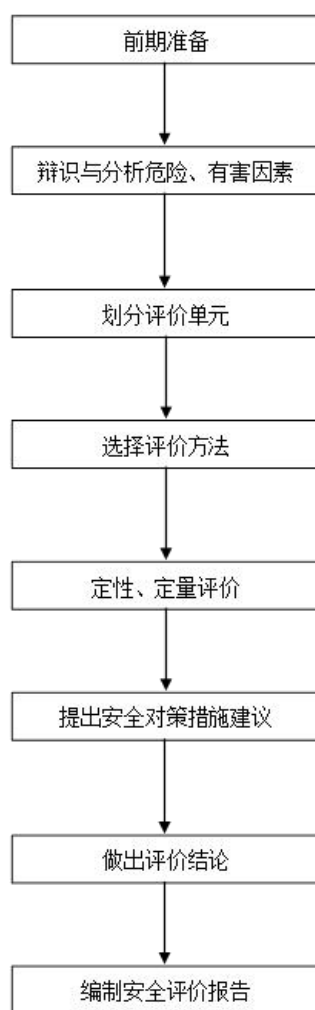 前期准备
辩识与分析危险、有害因素
划分评价单元
选择评价方法
定性、定量评价
提出安全对策措施建议
做出评价结论
编制安全评价报告